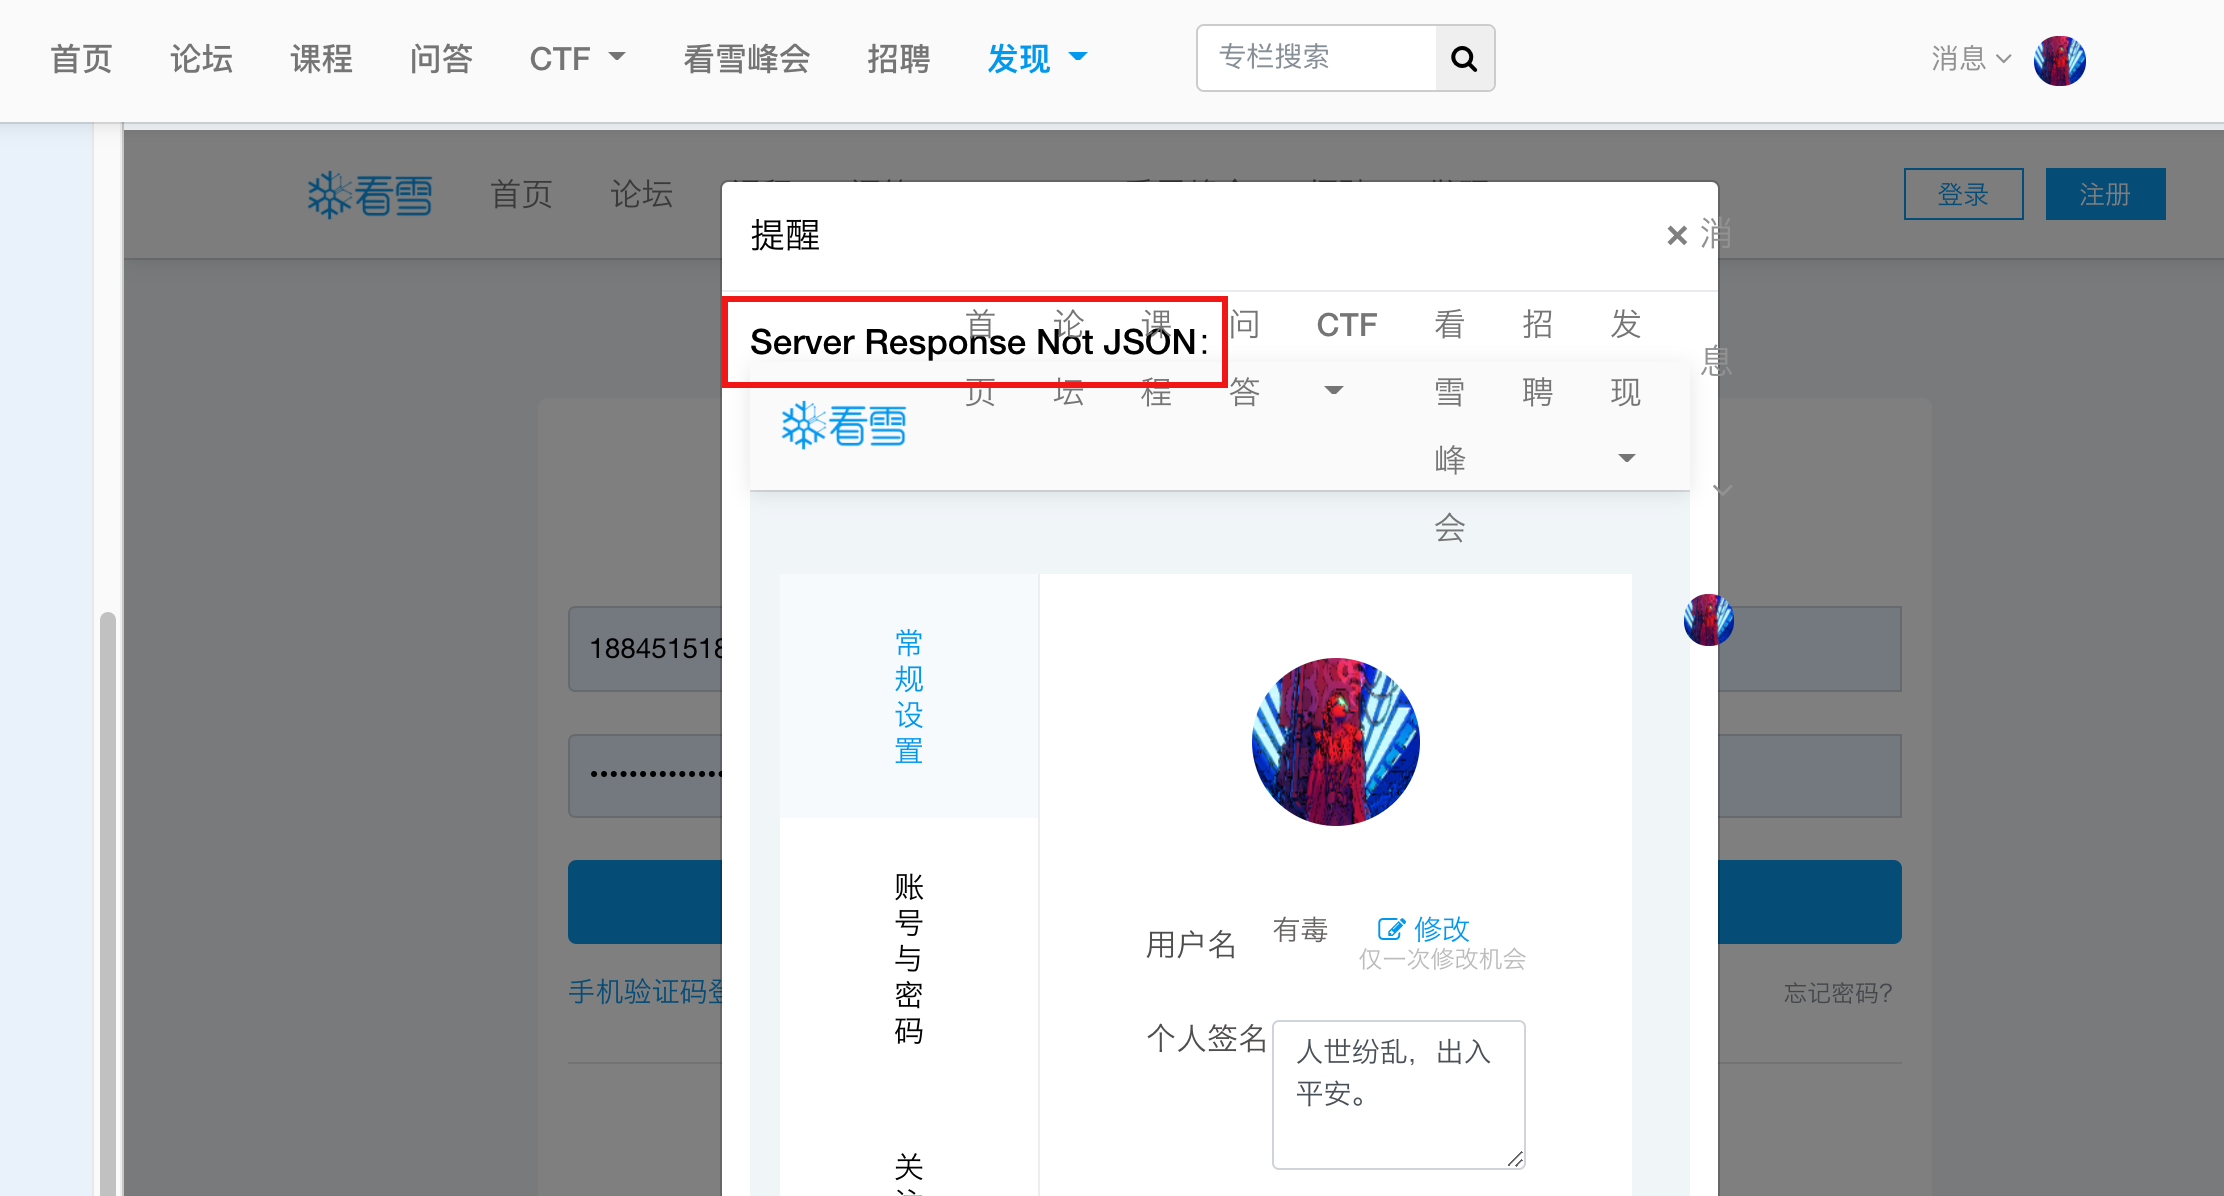 首页 论坛 课程 问答 CTF 看雪峰会 招聘 发现 专栏搜索 消息
看雪 首页 论坛 登录 注册
提醒
消息
Server Response Not JSON:
首页 论坛 课程 问答 CTF 看雪峰会 招聘 发现
看雪
常规设置
188451518
••••••••••••••
账号与密码
用户名 有毒 修改
仅一次修改机会
手机验证码登
忘记密码?
个人签名
人世纷乱，出入
平安。
关